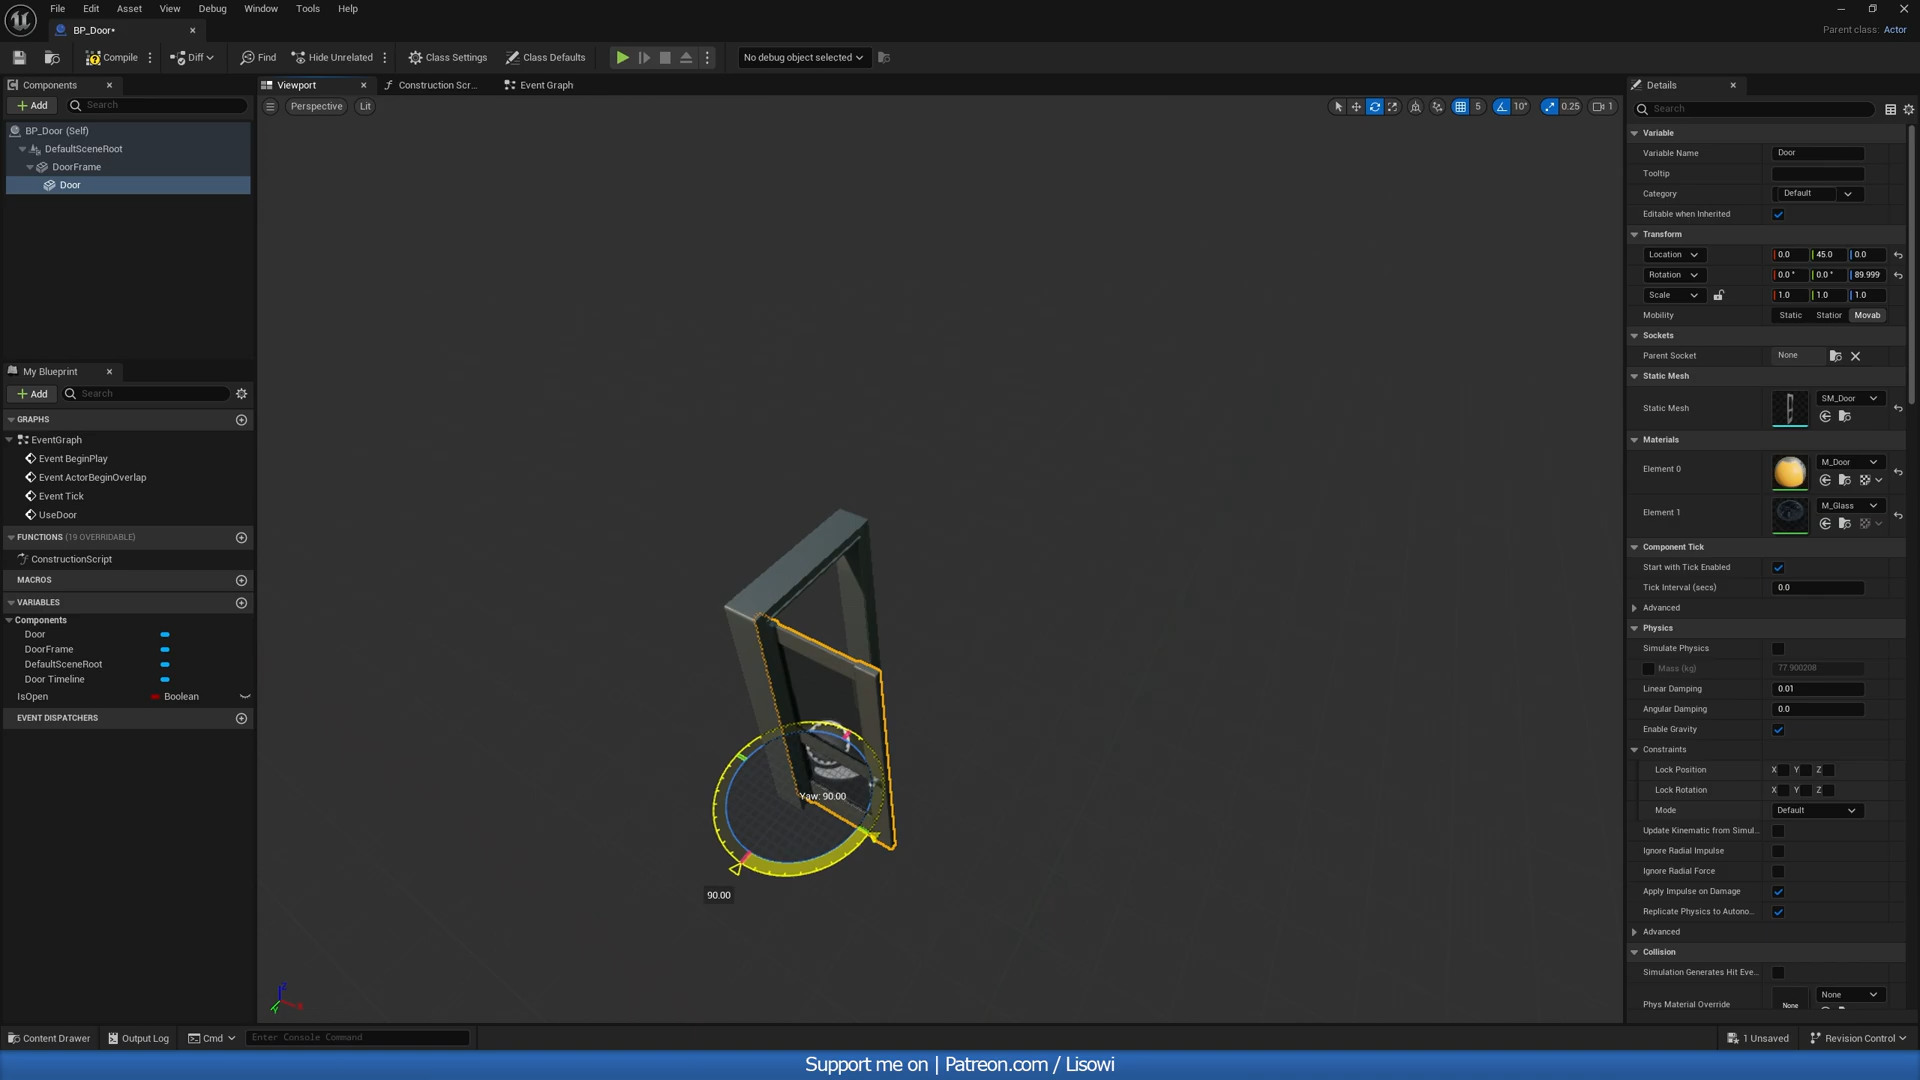 File Edit Asset View Debug Window Tools Help
BP_Door•
Parent class: Actor
Compile Diff Find Hide Unrelated Class Settings Class Defaults No debug object selected
Components
Add Search
BP_Door (Self)
DefaultSceneRoot
DoorFrame
Door
My Blueprint
Add Search
GRAPHS
EventGraph
Event BeginPlay
Event ActorBeginOverlap
Event Tick
UseDoor
FUNCTIONS (19 OVERRIDABLE)
ConstructionScript
MACROS
VARIABLES
Components
Door
DoorFrame
DefaultSceneRoot
Door Timeline
IsOpen Boolean
EVENT DISPATCHERS
Viewport Construction Scr... Event Graph
Perspective Lit
5 10° 0.25 1
Yaw: 90.00
90.00
Z
X
Y
Details
Search
Variable
Variable Name Door
Tooltip
Category Default
Editable when Inherited
Transform
Location 0.0 45.0 0.0
Rotation 0.0 ° 0.0 ° 89.999
Scale 1.0 1.0 1.0
Mobility Static Statior Movab
Sockets
Parent Socket None
Static Mesh
Static Mesh SM_Door
Materials
Element 0 M_Door
Element 1 M_Glass
Component Tick
Start with Tick Enabled
Tick Interval (secs) 0.0
Advanced
Physics
Simulate Physics
Mass (kg) 77.900208
Linear Damping 0.01
Angular Damping 0.0
Enable Gravity
Constraints
Lock Position X Y Z
Lock Rotation X Y Z
Mode Default
Update Kinematic from Simul...
Ignore Radial Impulse
Ignore Radial Force
Apply Impulse on Damage
Replicate Physics to Autono...
Advanced
Collision
Simulation Generates Hit Eve...
Phys Material Override None None
Content Drawer Output Log Cmd Enter Console Command 1 Unsaved Revision Control
Support me on | Patreon.com / Lisowi